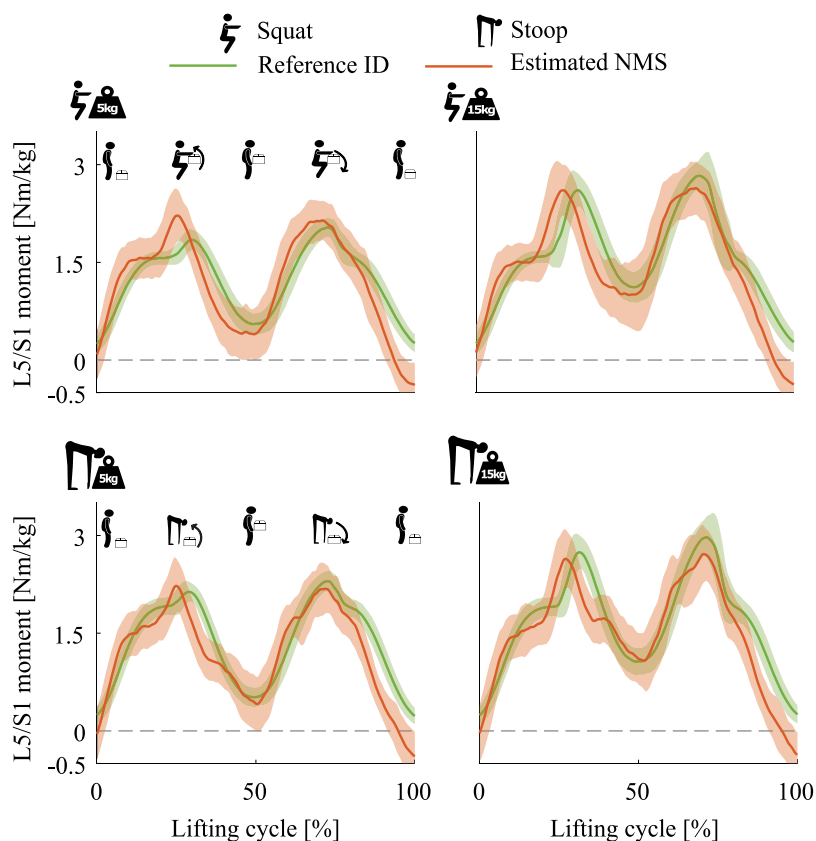 Squat Stoop
Reference ID Estimated NMS
5kg 15kg
L5/S1 moment [Nm/kg]
3
1.5
0
-0.5
5kg 15kg
L5/S1 moment [Nm/kg]
3
1.5
0
-0.5
0 50 100 0 50 100
Lifting cycle [%] Lifting cycle [%]